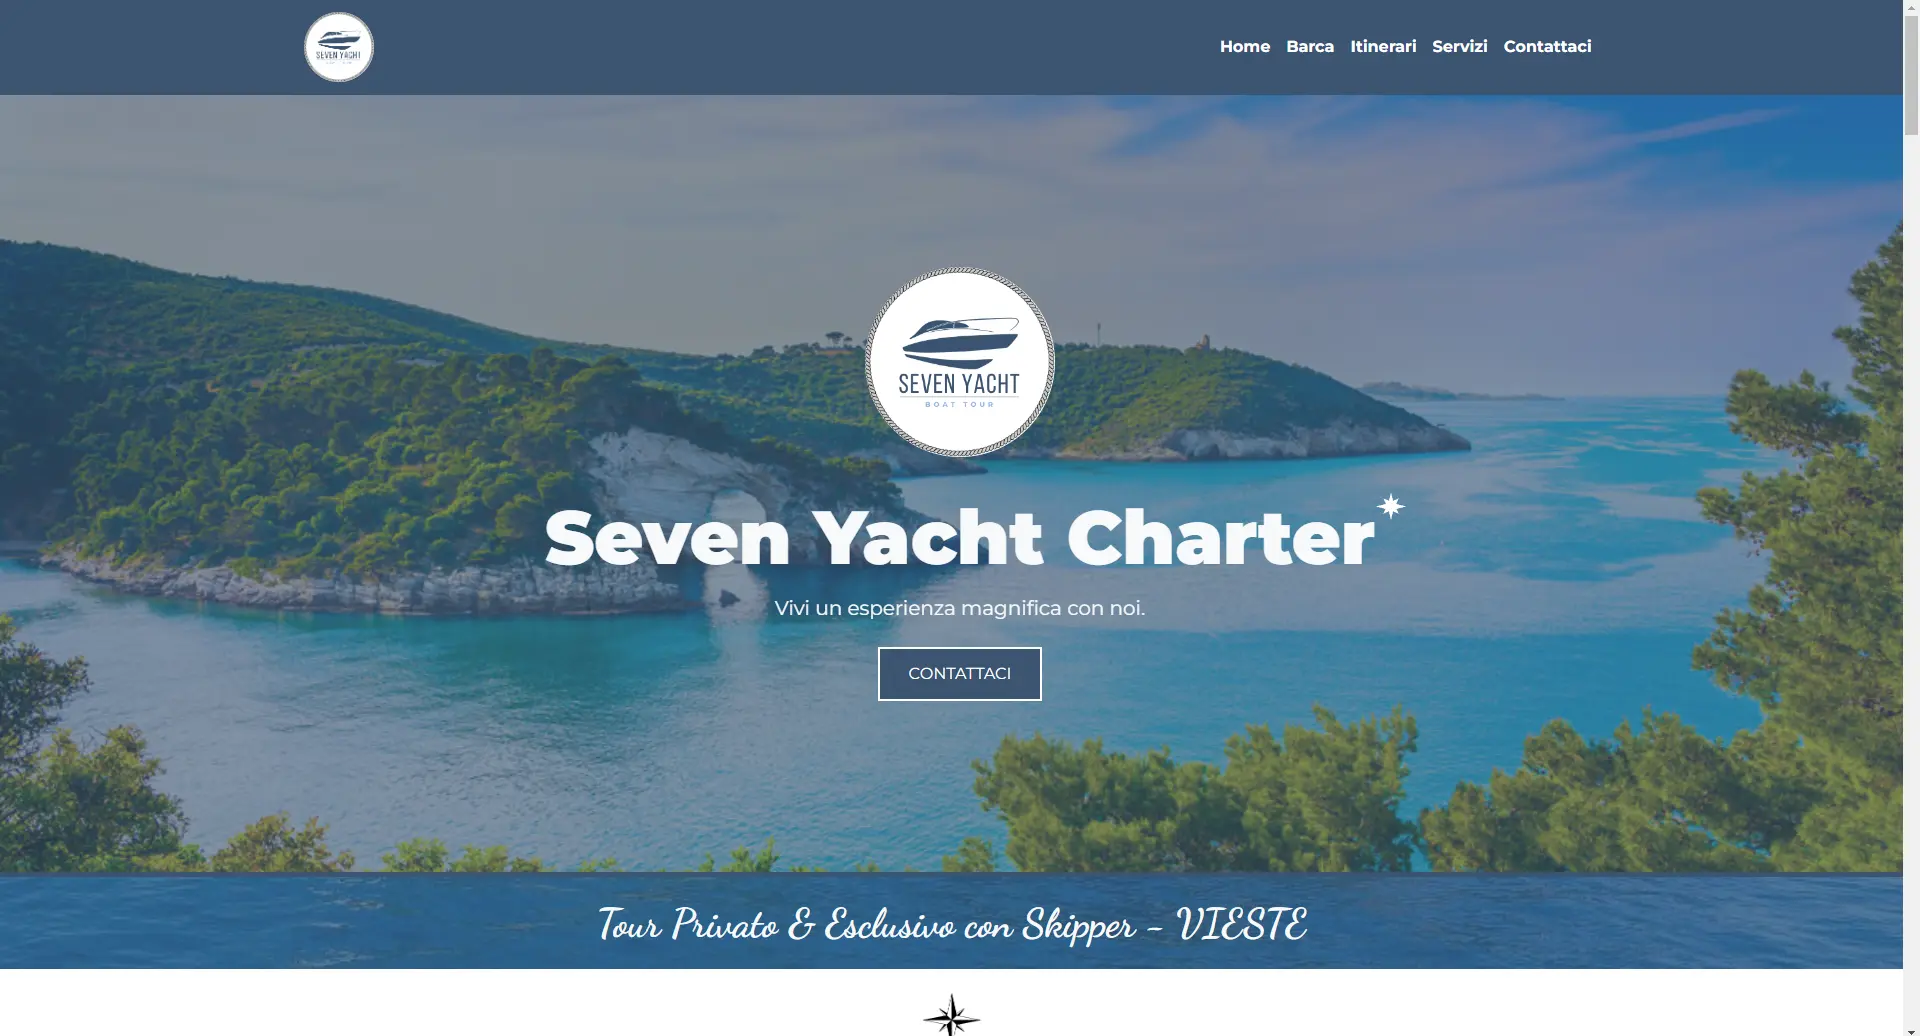 SEVEN YACHT
Home Barca Itinerari Servizi Contattaci
SEVEN YACHT
BOAT TOUR
Seven Yacht Charter
Vivi un esperienza magnifica con noi.
CONTATTACI
Tour Privato & Esclusivo con Skipper - VIESTE